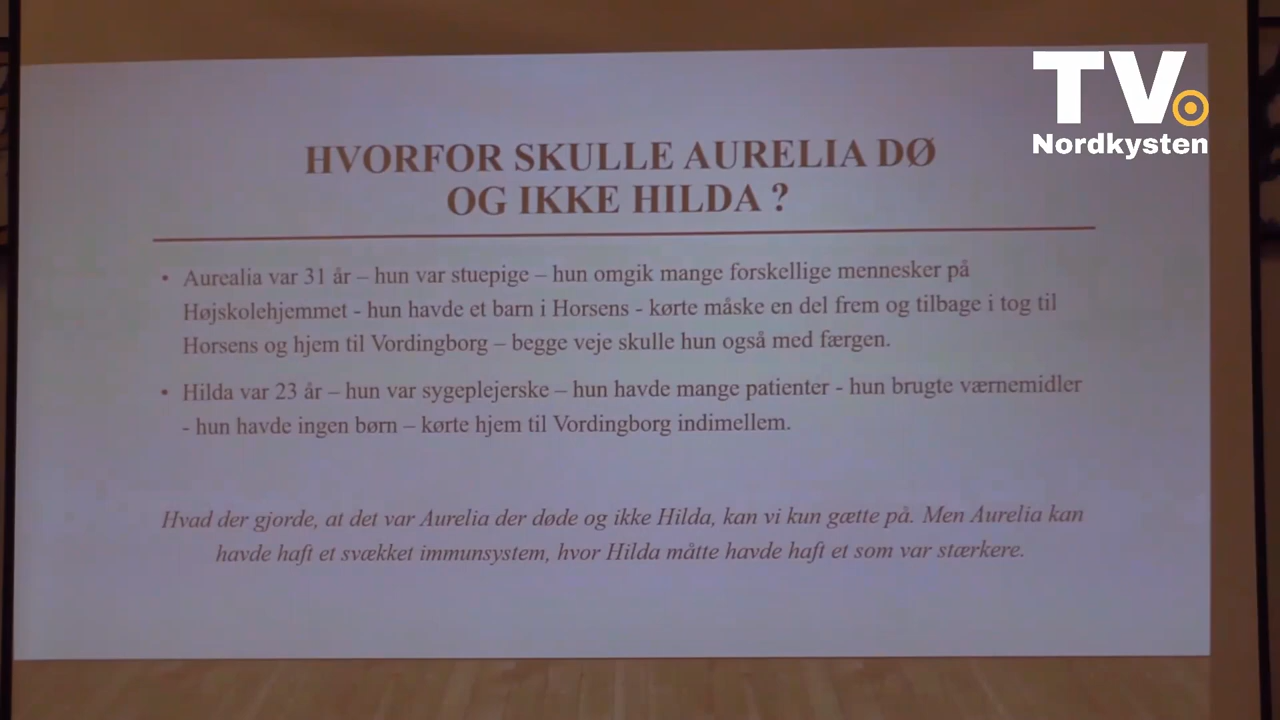 TV
Nordkysten
HVORFOR SKULLE AURELIA DØ
OG IKKE HILDA ?
• Aurealia var 31 år – hun var stuepige – hun omgik mange forskellige mennesker på
Højskolehjemmet - hun havde et barn i Horsens - kørte måske en del frem og tilbage i tog til
Horsens og hjem til Vordingborg – begge veje skulle hun også med færgen.
• Hilda var 23 år – hun var sygeplejerske – hun havde mange patienter - hun brugte værnemidler
- hun havde ingen børn – kørte hjem til Vordingborg indimellem.
Hvad der gjorde, at det var Aurelia der døde og ikke Hilda, kan vi kun gætte på. Men Aurelia kan
havde haft et svækket immunsystem, hvor Hilda måtte havde haft et som var stærkere.